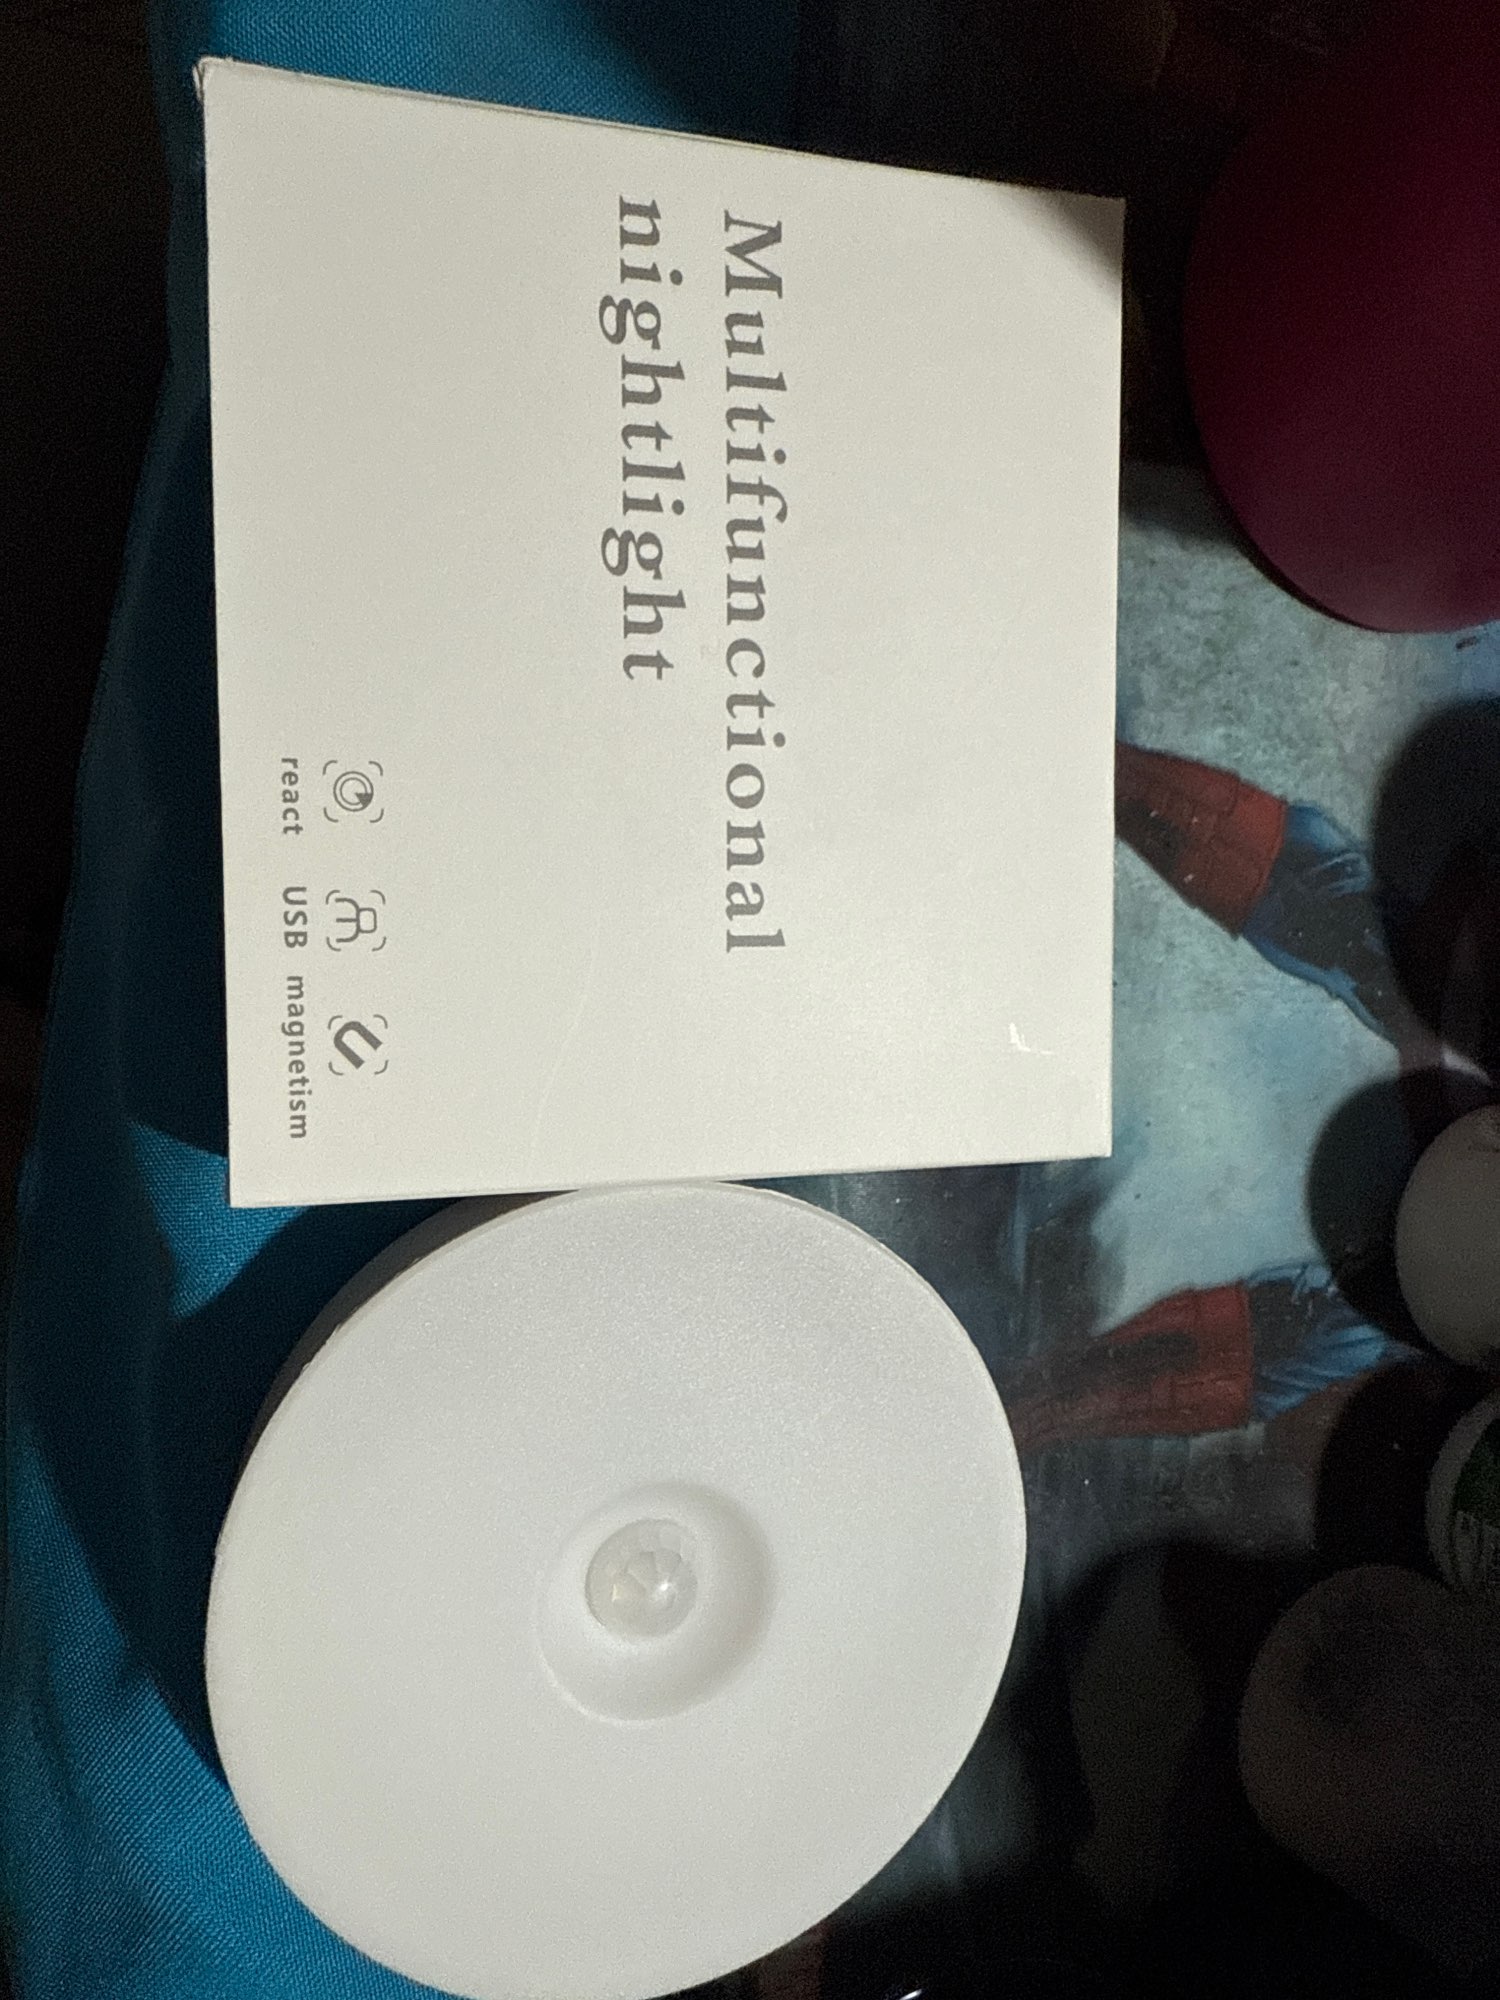 Multifunctional
nightlight
react USB magnetism